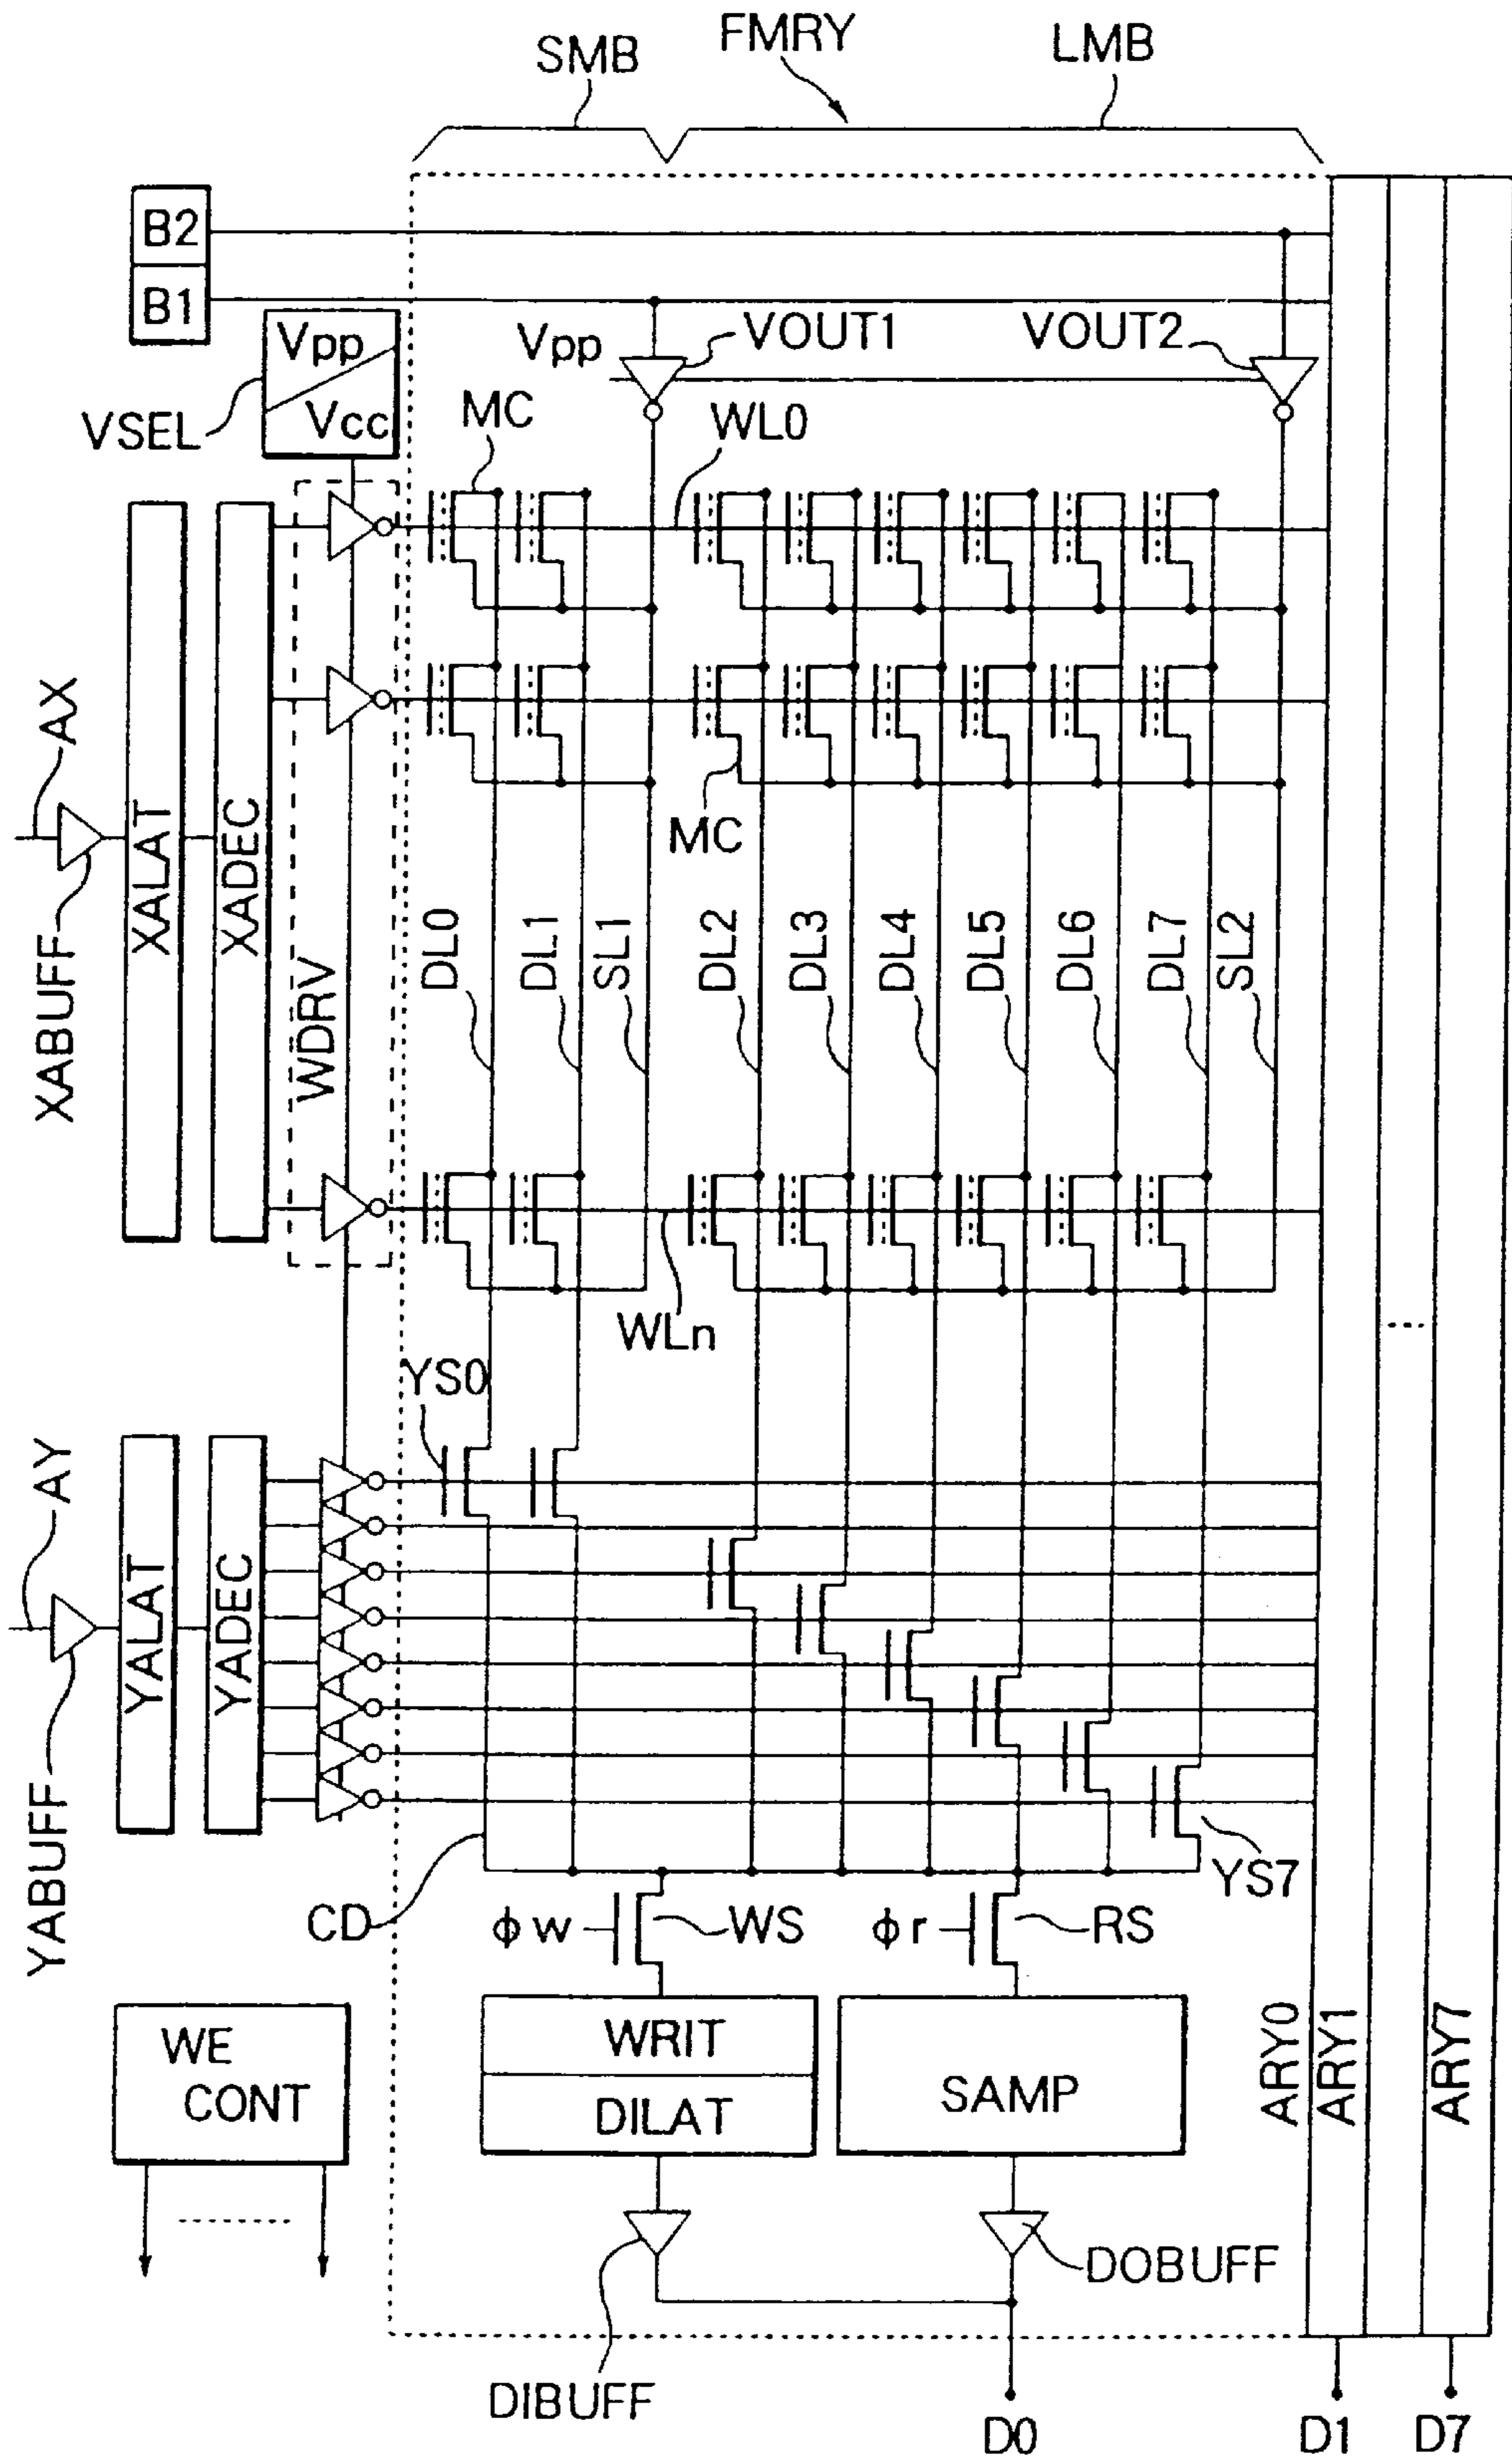 FMRY
SMB
LMB
B2
B1
Vpp
Vcc
VSEL
Vpp
VOUT1
VOUT2
MC
WL0
MC
AX
XABUFF
XALAT
XADEC
WDRV
DL0
DL1
SL1
DL2
DL3
DL4
DL5
DL6
DL7
SL2
WLn
YS0
AY
YABUFF
YALAT
YADEC
YS7
CD
ϕw
WS
ϕr
RS
WE
CONT
WRIT
DILAT
SAMP
ARY0
ARY1
ARY7
DIBUFF
DOBUFF
D0
D1
D7